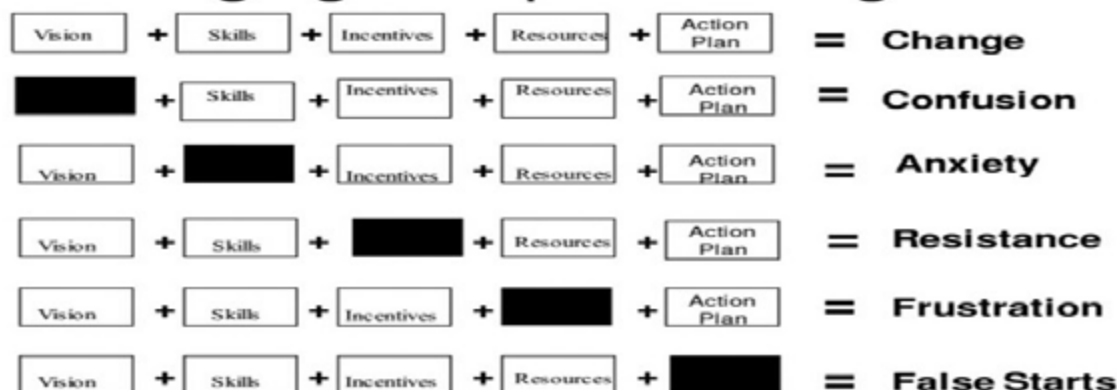 Vision + Skills + Incentives + Resources + Action Plan = Change
+ Skills + Incentives + Resources + Action Plan = Confusion
Vision + + Incentives + Resources + Action Plan = Anxiety
Vision + Skills + + Resources + Action Plan = Resistance
Vision + Skills + Incentives + + Action Plan = Frustration
Vision + Skills + Incentives + Resources + = False Starts